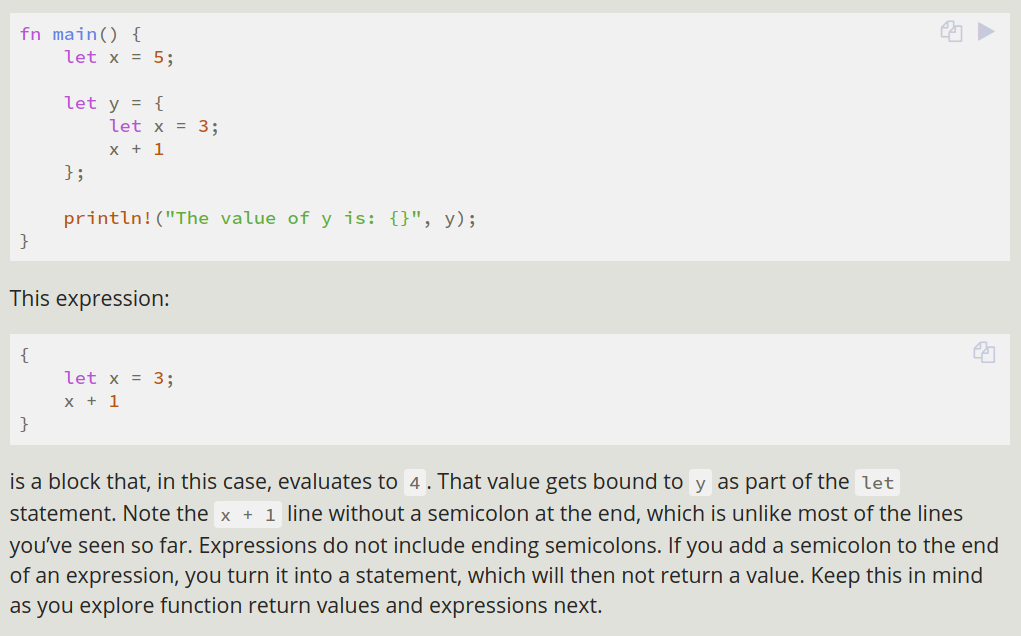 fn main() {
    let x = 5;

    let y = {
        let x = 3;
        x + 1
    };

    println!("The value of y is: {}", y);
}
This expression:
{
    let x = 3;
    x + 1
}
is a block that, in this case, evaluates to 4. That value gets bound to y as part of the let
statement. Note the x + 1 line without a semicolon at the end, which is unlike most of the lines
you’ve seen so far. Expressions do not include ending semicolons. If you add a semicolon to the end
of an expression, you turn it into a statement, which will then not return a value. Keep this in mind
as you explore function return values and expressions next.